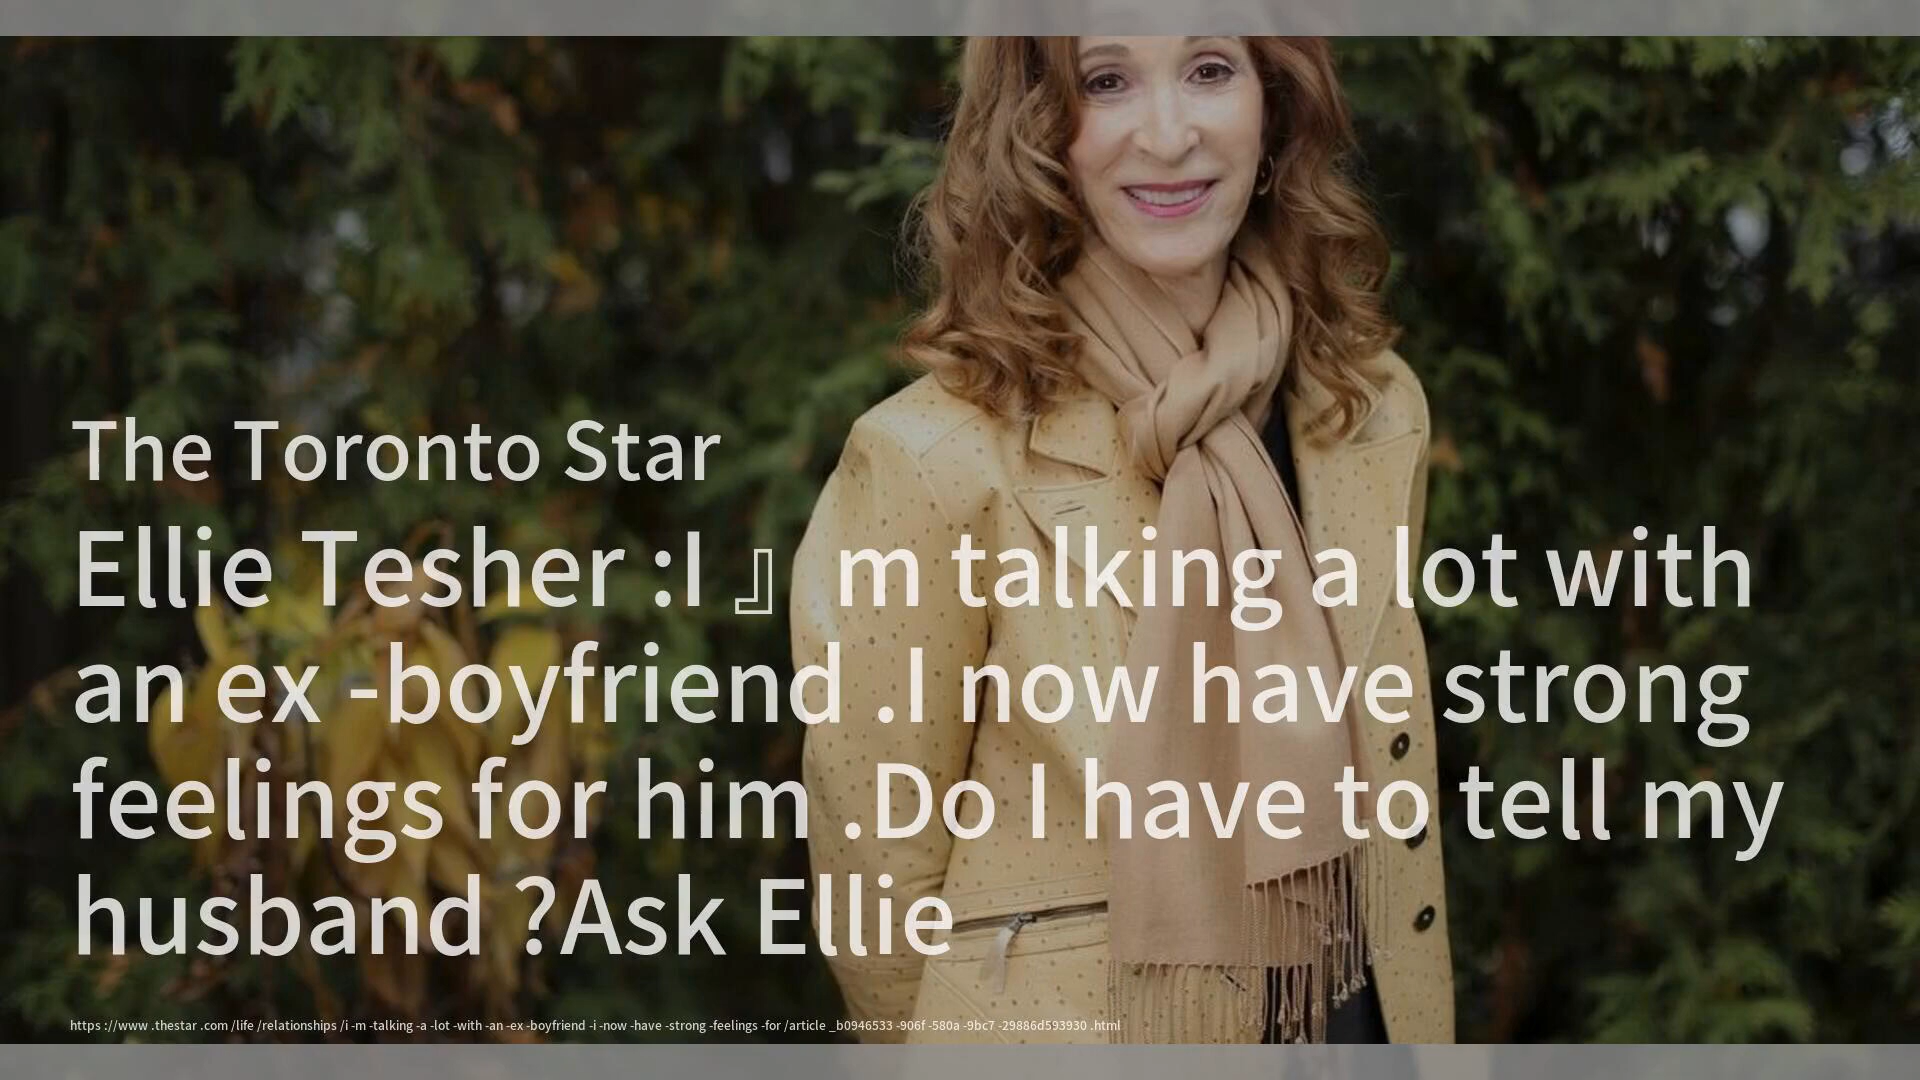 The Toronto Star
Ellie Tesher :I 』 m talking a lot with
an ex -boyfriend .I now have strong
feelings for him .Do I have to tell my
husband ?Ask Ellie
https ://www .thestar .com /life /relationships /i -m -talking -a -lot -with -an -ex -boyfriend -i -now -have -strong -feelings -for /article _b0946533 -906f -580a -9bc7 -29886d593930 .html